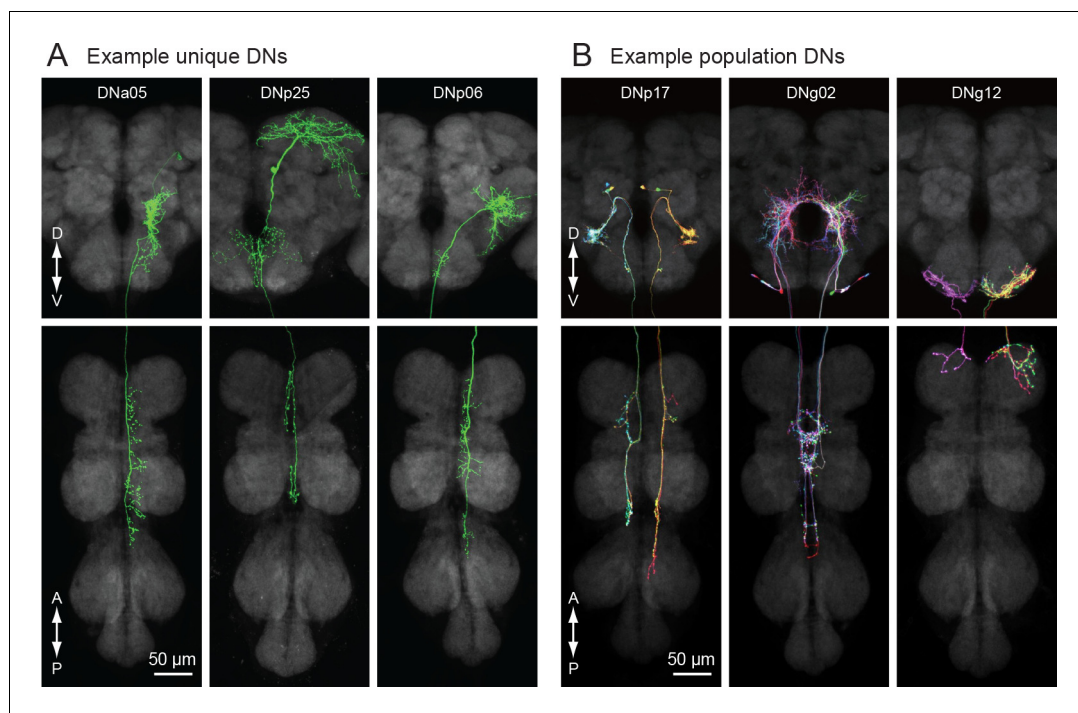 A Example unique DNs
B Example population DNs
DNa05
DNp25
DNp06
DNp17
DNg02
DNg12
D
V
D
V
A
P
50 µm
A
P
50 µm